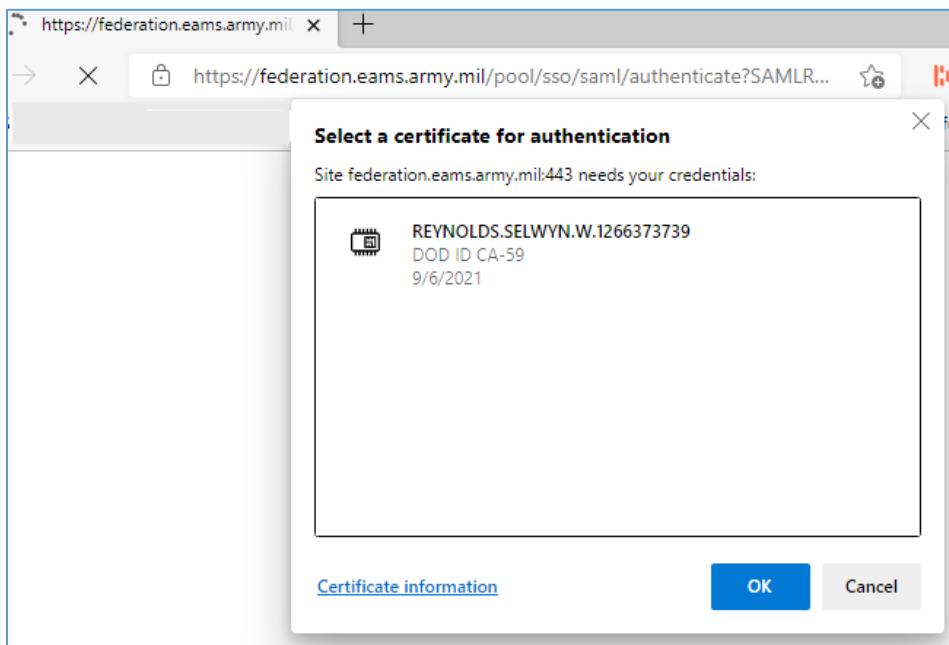 https://federation.eams.army.mil
https://federation.eams.army.mil/pool/sso/saml/authenticate?SAMLR...
Select a certificate for authentication
Site federation.eams.army.mil:443 needs your credentials:
REYNOLDS.SELWYN.W.1266373739
DOD ID CA-59
9/6/2021
Certificate information
OK
Cancel